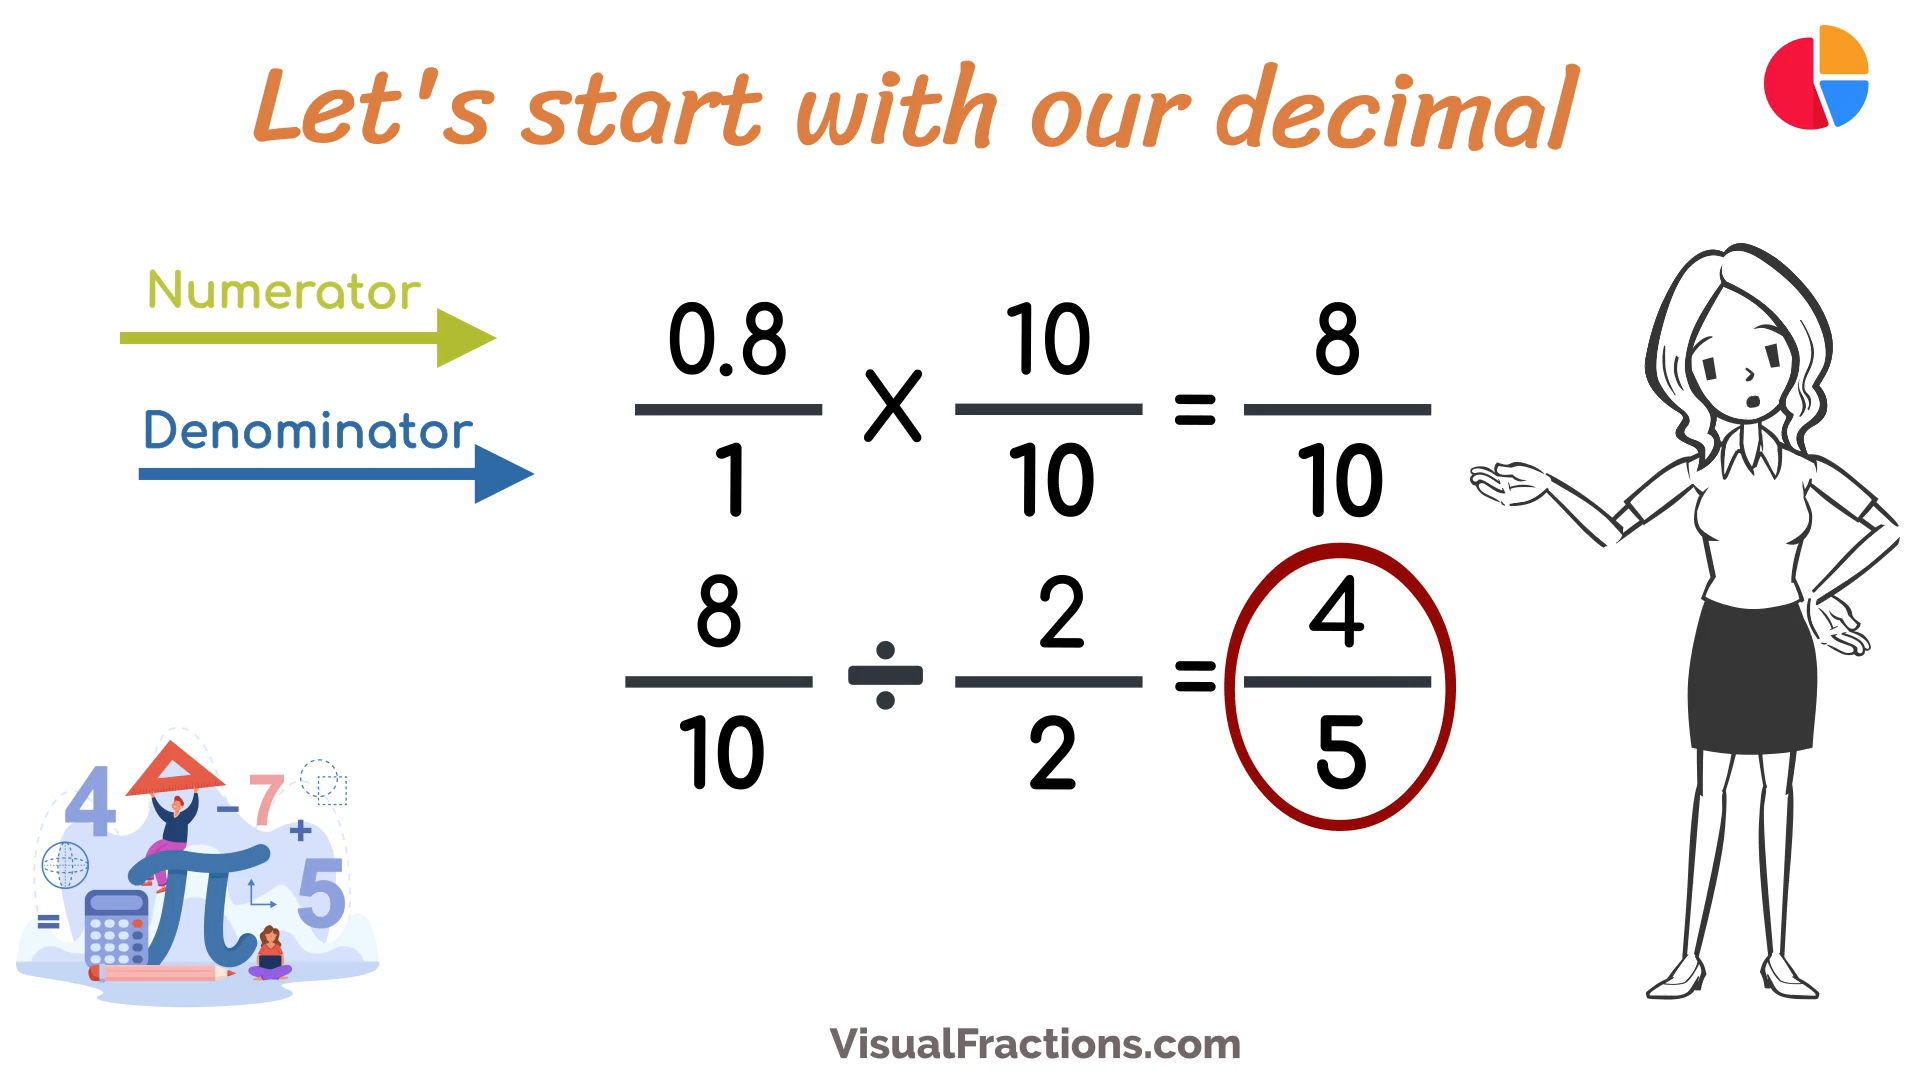 Let's start with our decimal
Numerator
Denominator
0.8 10 8
X =
1 10 10
8 2 4
÷ =
10 2 5
4 - 7
+
5
=
π
VisualFractions.com